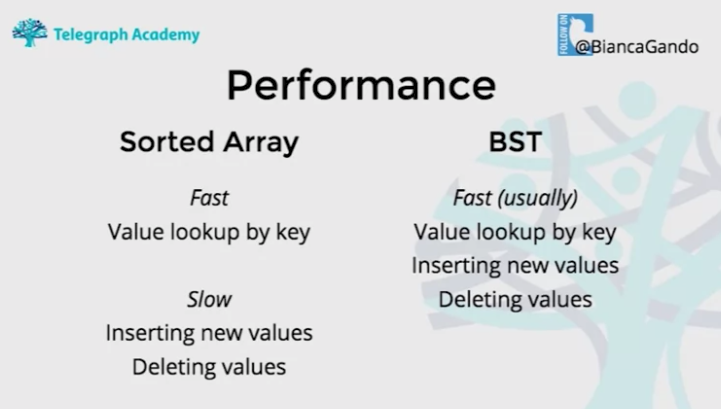 Telegraph Academy
FOLLOW ON
@BiancaGando
Performance
Sorted Array
Fast
Value lookup by key
Slow
Inserting new values
Deleting values
BST
Fast (usually)
Value lookup by key
Inserting new values
Deleting values